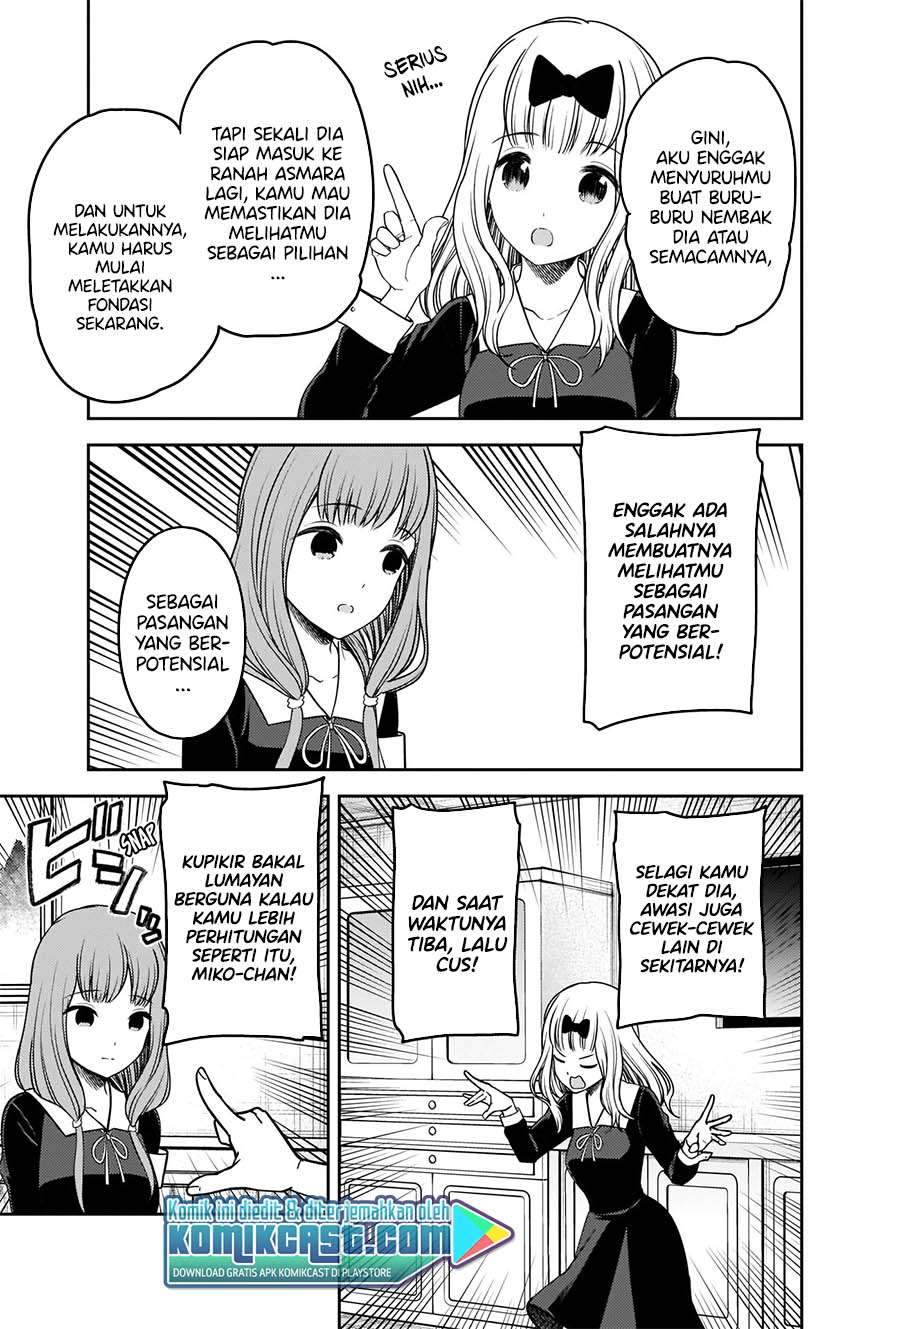 SERIUS
NIH...
GINI,
AKU ENGGAK
MENYURUHMU
BUAT BURU-
BURU NEMBAK
DIA ATAU
SEMACAMNYA,
TAPI SEKALI DIA
SIAP MASUK KE
RANAH ASMARA
LAGI, KAMU MAU
MEMASTIKAN DIA
MELIHATMU
SEBAGAI PILIHAN
...
DAN UNTUK
MELAKUKANNYA,
KAMU HARUS
MULAI
MELETAKKAN
FONDASI
SEKARANG.
ENGGAK ADA
SALAHNYA
MEMBUATNYA
MELIHATMU
SEBAGAI
PASANGAN
YANG BER-
POTENSIAL!
SEBAGAI
PASANGAN
YANG BER-
POTENSIAL
...
SELAGI KAMU
DEKAT DIA,
AWASI JUGA
CEWEK-CEWEK
LAIN DI
SEKITARNYA!
DAN SAAT
WAKTUNYA
TIBA, LALU
CUS!
KUPIKIR BAKAL
LUMAYAN
BERGUNA KALAU
KAMU LEBIH
PERHITUNGAN
SEPERTI ITU,
MIKO-CHAN!
ビシッ
SNAP
Komik ini diedit & diterjemahkan oleh
KOMIKCAST.COM
DOWNLOAD GRATIS APK KOMIKCAST DI PLAYSTORE